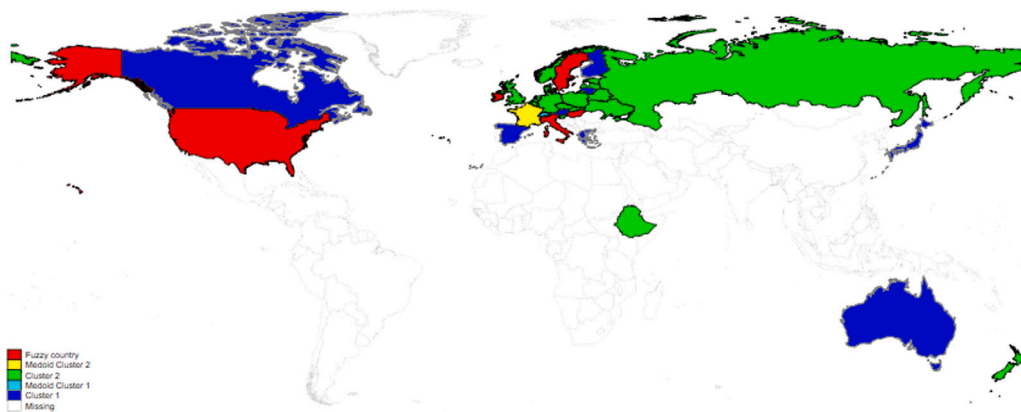 Fuzzy country
Medoid Cluster 2
Cluster 2
Medoid Cluster 1
Cluster 1
Missing